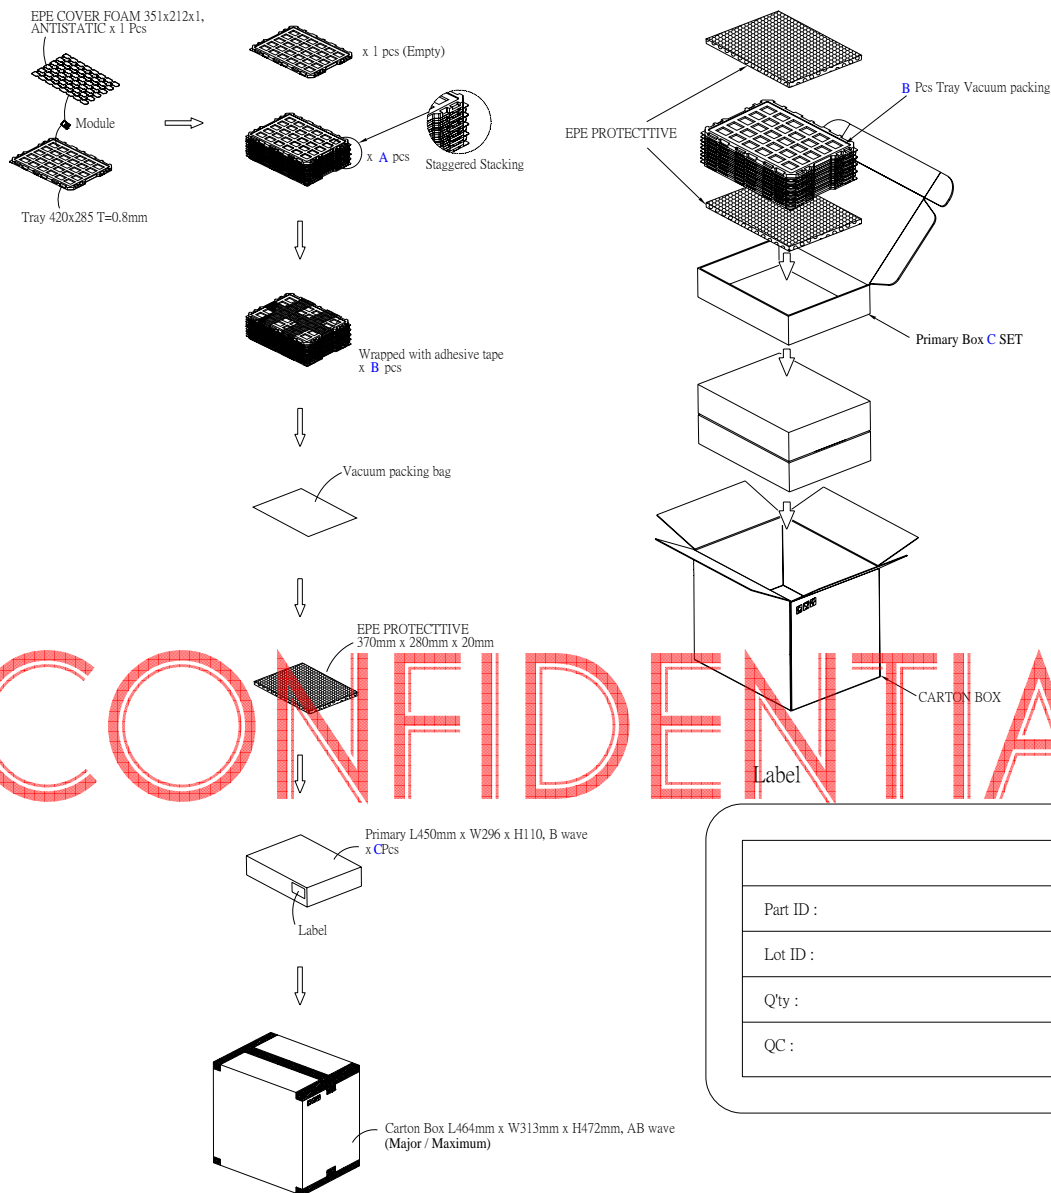 EPE COVER FOAM 351x212x1,
ANTISTATIC x 1 Pcs
Module
Tray 420x285 T=0.8mm
x 1 pcs (Empty)
x A pcs
Staggered Stacking
Wrapped with adhesive tape
x B pcs
Vacuum packing bag
EPE PROTECTTIVE
370mm x 280mm x 20mm
Primary L450mm x W296 x H110, B wave
x CPcs
Label
Carton Box L464mm x W313mm x H472mm, AB wave
(Major / Maximum)
B Pcs Tray Vacuum packing
EPE PROTECTTIVE
Primary Box C SET
CARTON BOX
CONFIDENTIA
Label
Part ID :
Lot ID :
Q'ty :
QC :